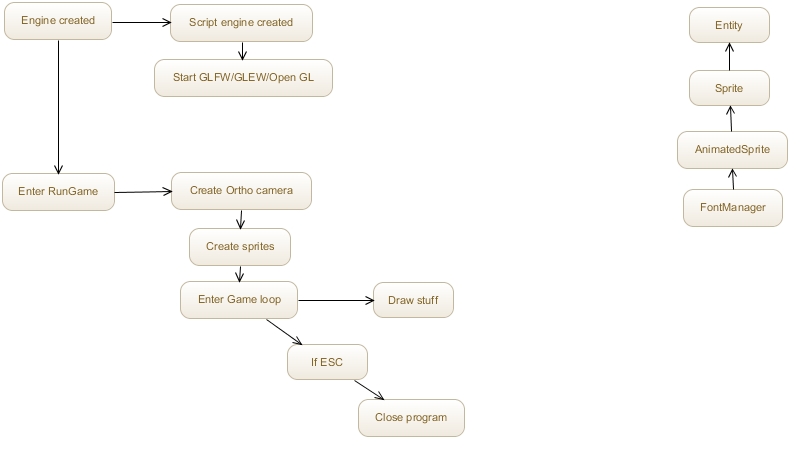 Engine created
Script engine created
Start GLFW/GLEW/Open GL
Enter RunGame
Create Ortho camera
Create sprites
Enter Game loop
Draw stuff
If ESC
Close program
Entity
Sprite
AnimatedSprite
FontManager